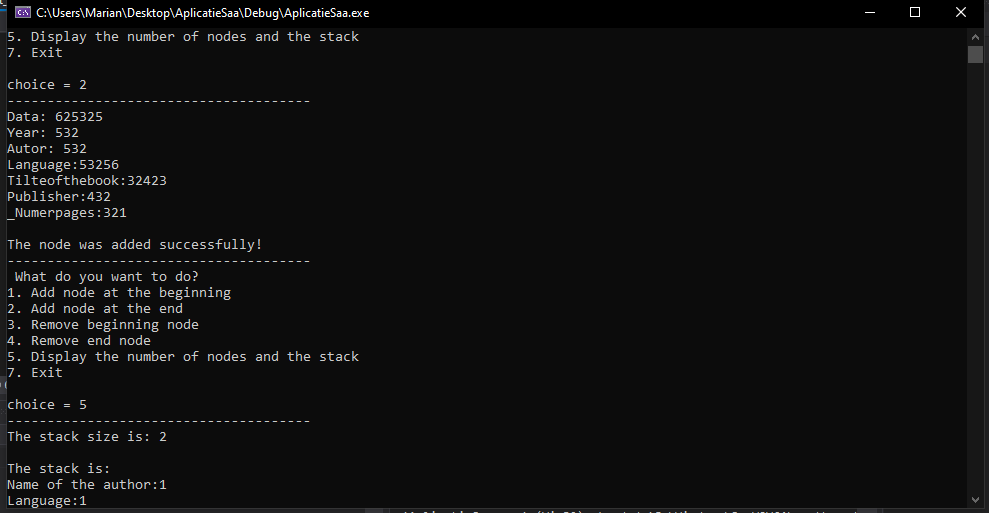 C:\Users\Marian\Desktop\AplicatieSaa\Debug\AplicatieSaa.exe
5. Display the number of nodes and the stack
7. Exit
choice = 2
--------------------------------------
Data: 625325
Year: 532
Autor: 532
Language:53256
Tilteofthebook:32423
Publisher:432
_Numerpages:321
The node was added successfully!
--------------------------------------
What do you want to do?
1. Add node at the beginning
2. Add node at the end
3. Remove beginning node
4. Remove end node
5. Display the number of nodes and the stack
7. Exit
choice = 5
--------------------------------------
The stack size is: 2
The stack is:
Name of the author:1
Language:1